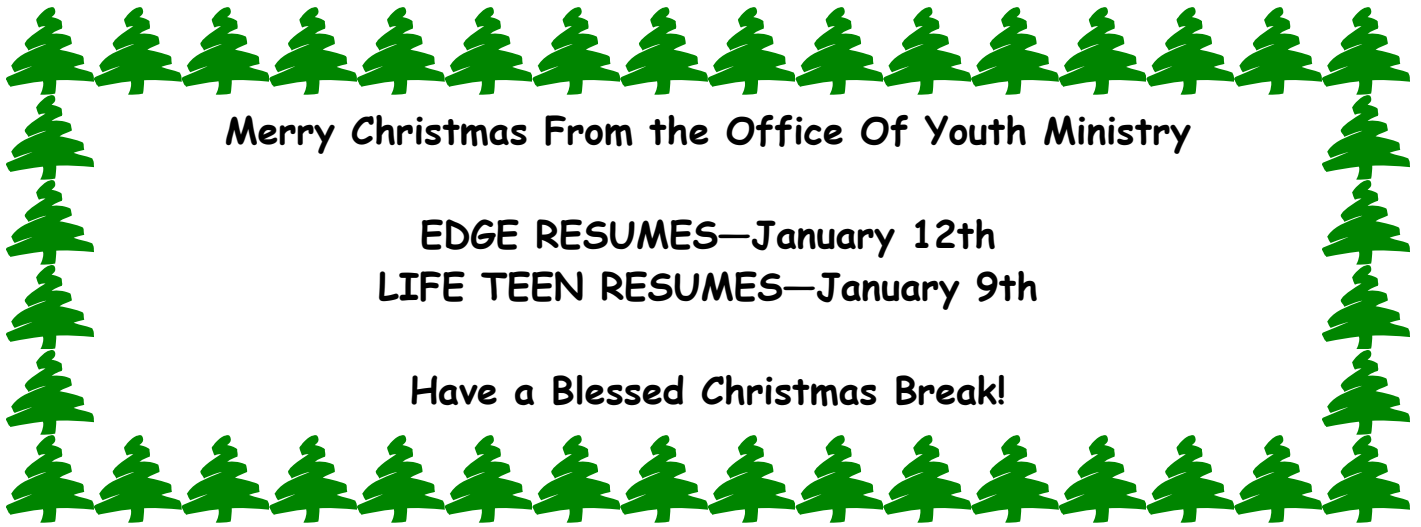 Merry Christmas From the Office Of Youth Ministry
EDGE RESUMES—January 12th
LIFE TEEN RESUMES—January 9th
Have a Blessed Christmas Break!